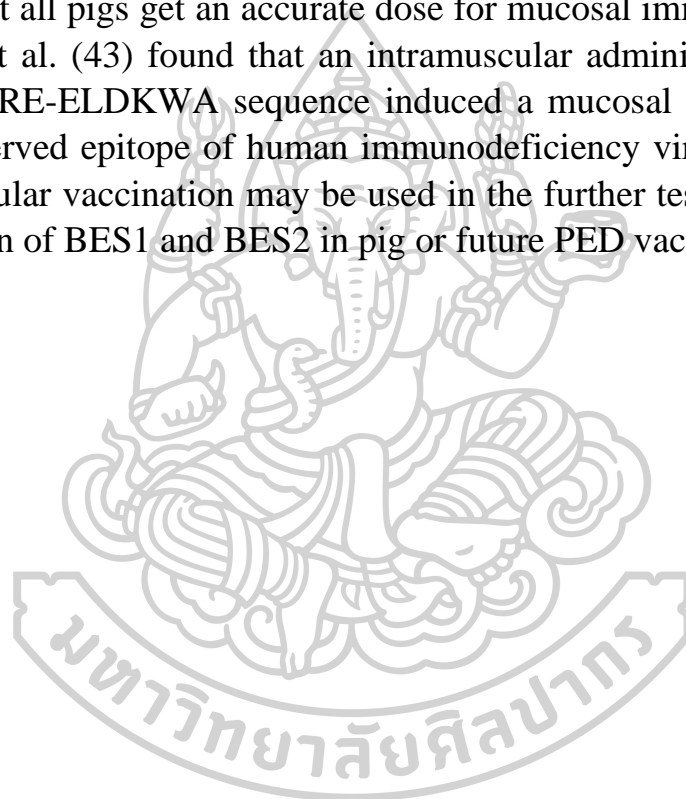 t all pigs get an accurate dose for mucosal imm
t al. (43) found that an intramuscular admini
RE-ELDKWA sequence induced a mucosal
erved epitope of human immunodeficiency vir
ular vaccination may be used in the further tes
n of BES1 and BES2 in pig or future PED vac
มหาวิทยาลัยศิลปากร